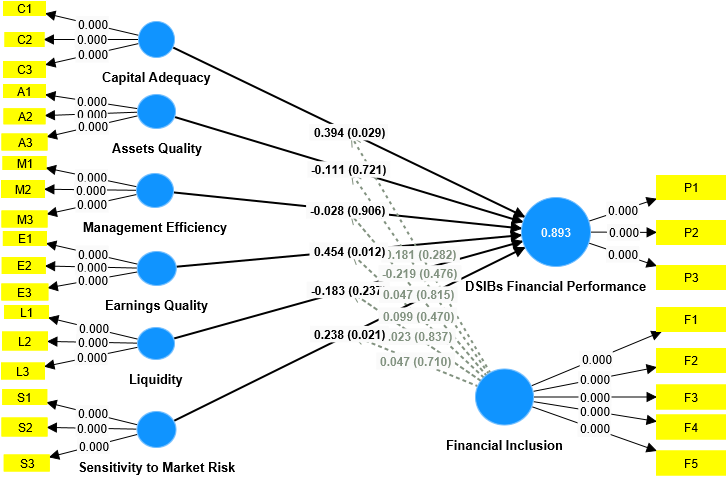 C1
0.000
C2
0.000
0.000
C3
Capital Adequacy
A1
0.000
A2
0.000
0.000
A3
Assets Quality
M1
0.000
M2
0.000
0.000
M3
Management Efficiency
E1
0.000
E2
0.000
0.000
E3
Earnings Quality
L1
0.000
L2
0.000
0.000
L3
Liquidity
S1
0.000
S2
0.000
0.000
S3
Sensitivity to Market Risk
0.394 (0.029)
-0.111 (0.721)
-0.028 (0.906)
0.454 (0.012)
-0.183 (0.237
0.238 (0.021)
0.181 (0.282)
-0.219 (0.476)
0.047 (0.815)
0.099 (0.470)
.023 (0.837)
0.047 (0.710)
0.893
DSIBs Financial Performance
0.000
P1
0.000
P2
0.000
P3
Financial Inclusion
0.000
F1
0.000
F2
0.000
F3
0.000
F4
0.000
F5